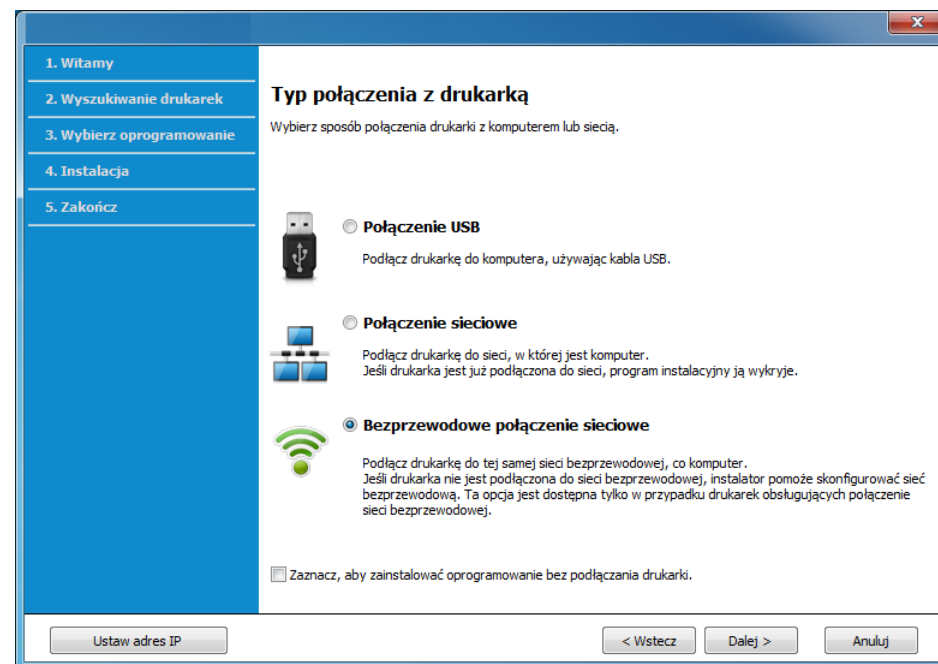 1. Witamy
2. Wyszukiwanie drukarek
3. Wybierz oprogramowanie
4. Instalacja
5. Zakończ
Typ połączenia z drukarką
Wybierz sposób połączenia drukarki z komputerem lub siecią.
Połączenie USB
Podłącz drukarkę do komputera, używając kabla USB.
Połączenie sieciowe
Podłącz drukarkę do sieci, w której jest komputer.
Jeśli drukarka jest już podłączona do sieci, program instalacyjny ją wykryje.
Bezprzewodowe połączenie sieciowe
Podłącz drukarkę do tej samej sieci bezprzewodowej, co komputer.
Jeśli drukarka nie jest podłączona do sieci bezprzewodowej, instalator pomoże skonfigurować sieć
bezprzewodową. Ta opcja jest dostępna tylko w przypadku drukarek obsługujących połączenie
sieci bezprzewodowej.
Zaznacz, aby zainstalować oprogramowanie bez podłączania drukarki.
Ustaw adres IP
< Wstecz
Dalej >
Anuluj